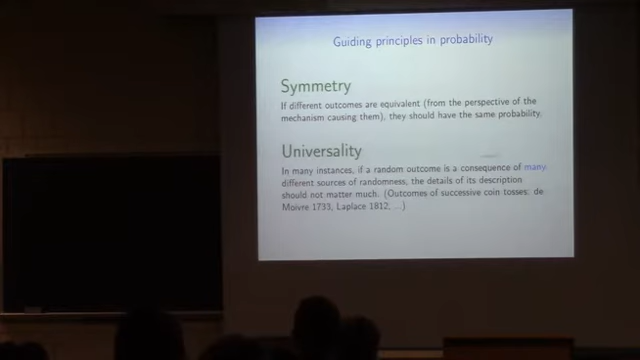 Guiding principles in probability
Symmetry
If different outcomes are equivalent (from the perspective of the
mechanism causing them), they should have the same probability.
Universality
In many instances, if a random outcome is a consequence of many
different sources of randomness, the details of its description
should not matter much. (Outcomes of successive coin tosses: de
Moivre 1733, Laplace 1812, ...)